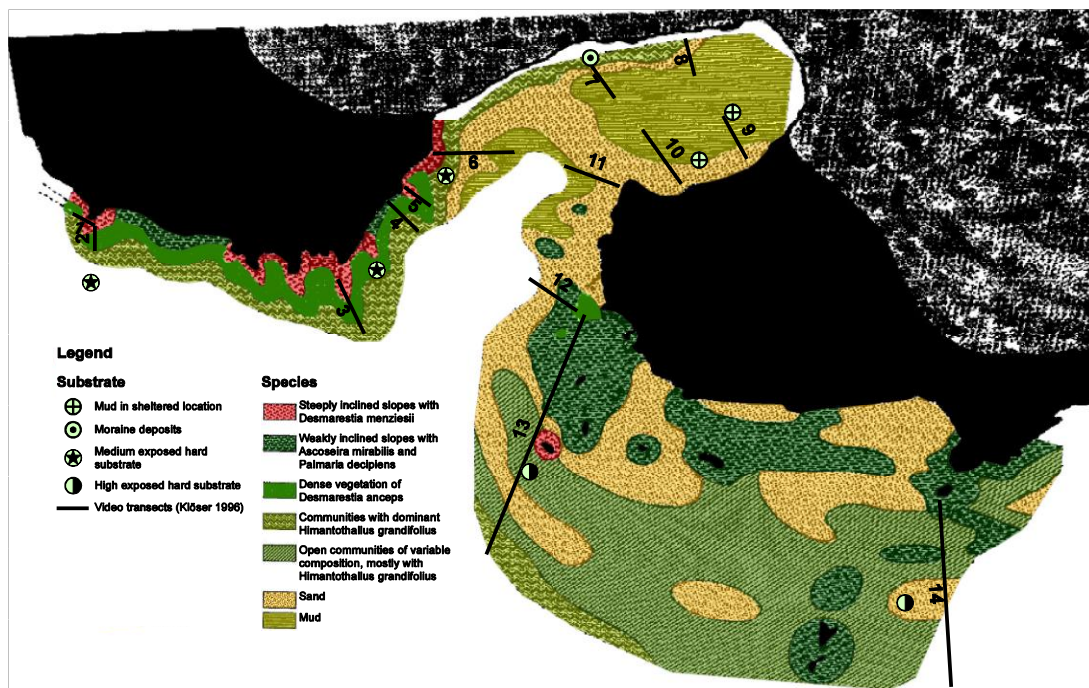 8
7
9
10
11
6
5
4
2
3
12
13
14
Legend
Substrate
Mud in sheltered location
Moraine deposits
Medium exposed hard
substrate
High exposed hard substrate
Video transects (Klöser 1996)
Species
Steeply inclined slopes with
Desmarestia menziesii
Weakly inclined slopes with
Ascoseira mirabilis and
Palmaria decipiens
Dense vegetation of
Desmarestia anceps
Communities with dominant
Himantothallus grandifolius
Open communities of variable
composition, mostly with
Himantothallus grandifolius
Sand
Mud